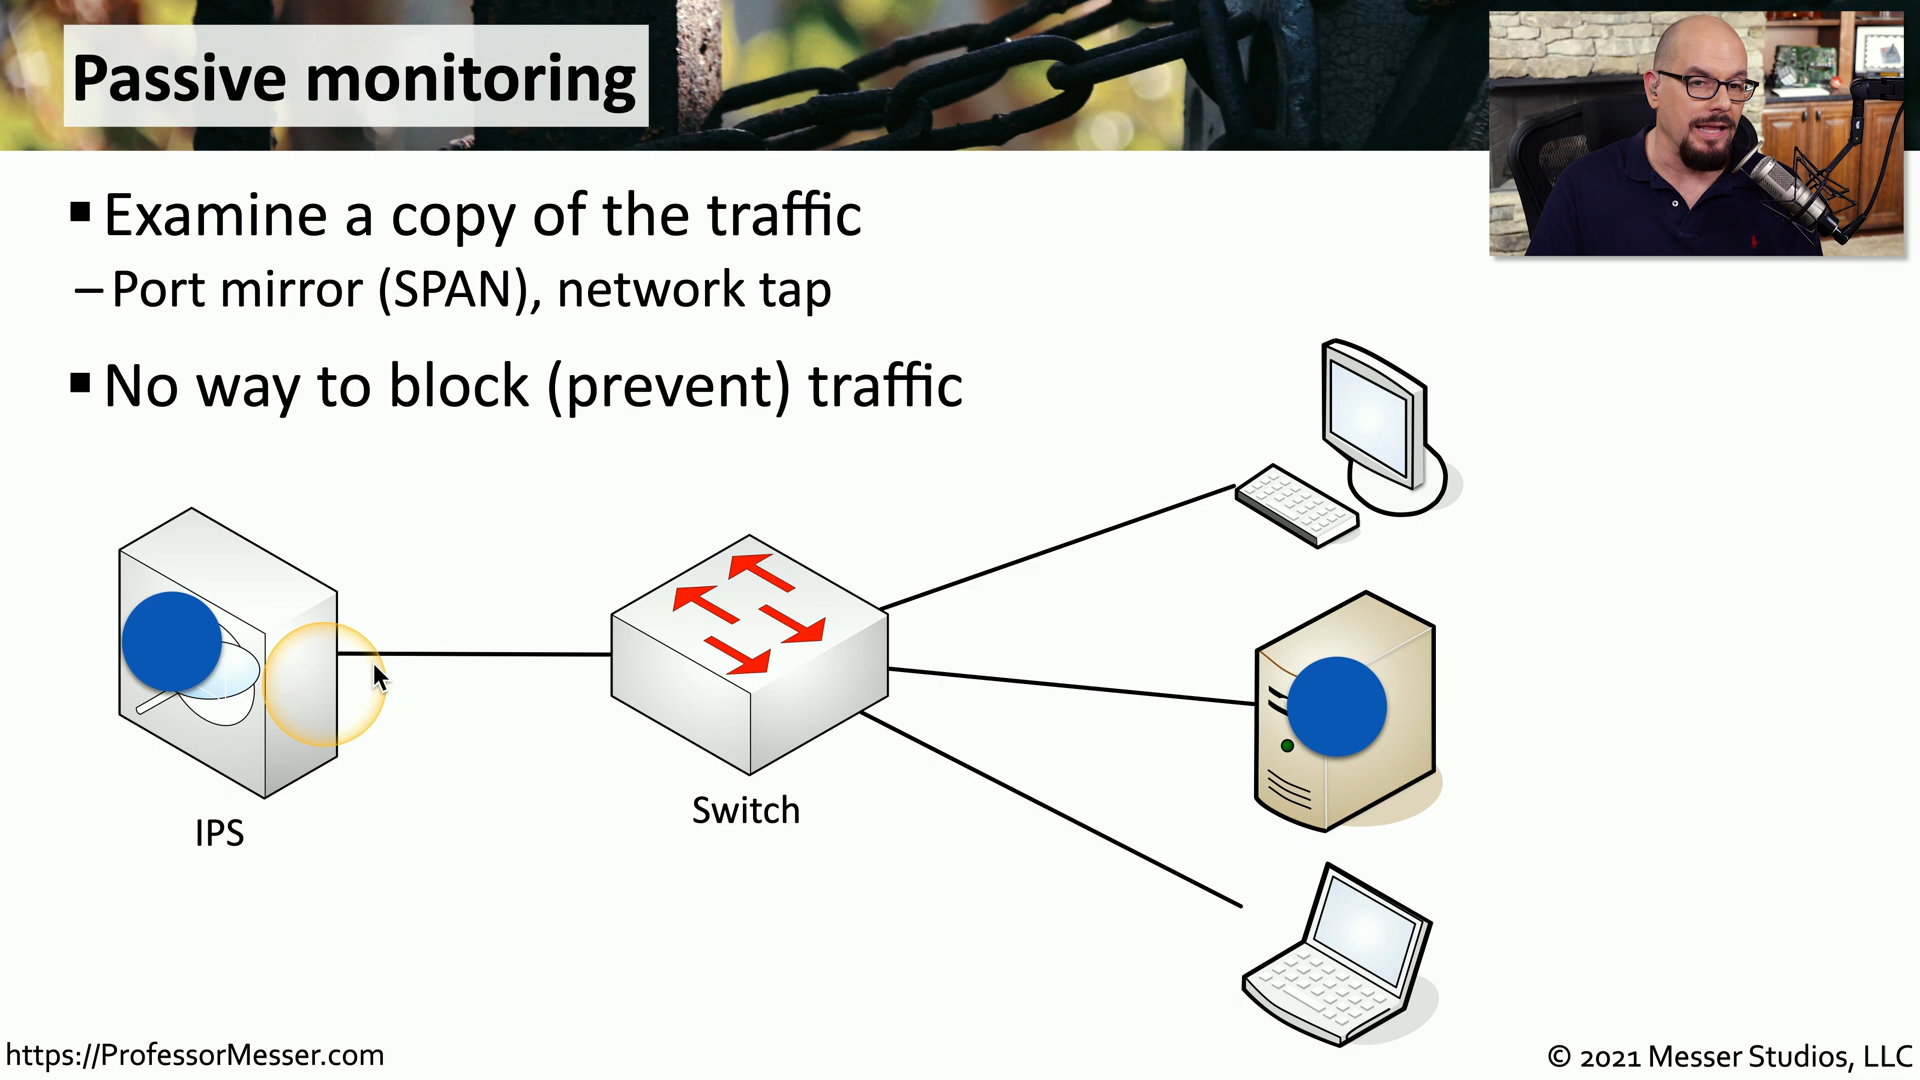 Passive monitoring
▪ Examine a copy of the traffic
– Port mirror (SPAN), network tap
▪ No way to block (prevent) traffic
IPS
Switch
https://ProfessorMesser.com
© 2021 Messer Studios, LLC